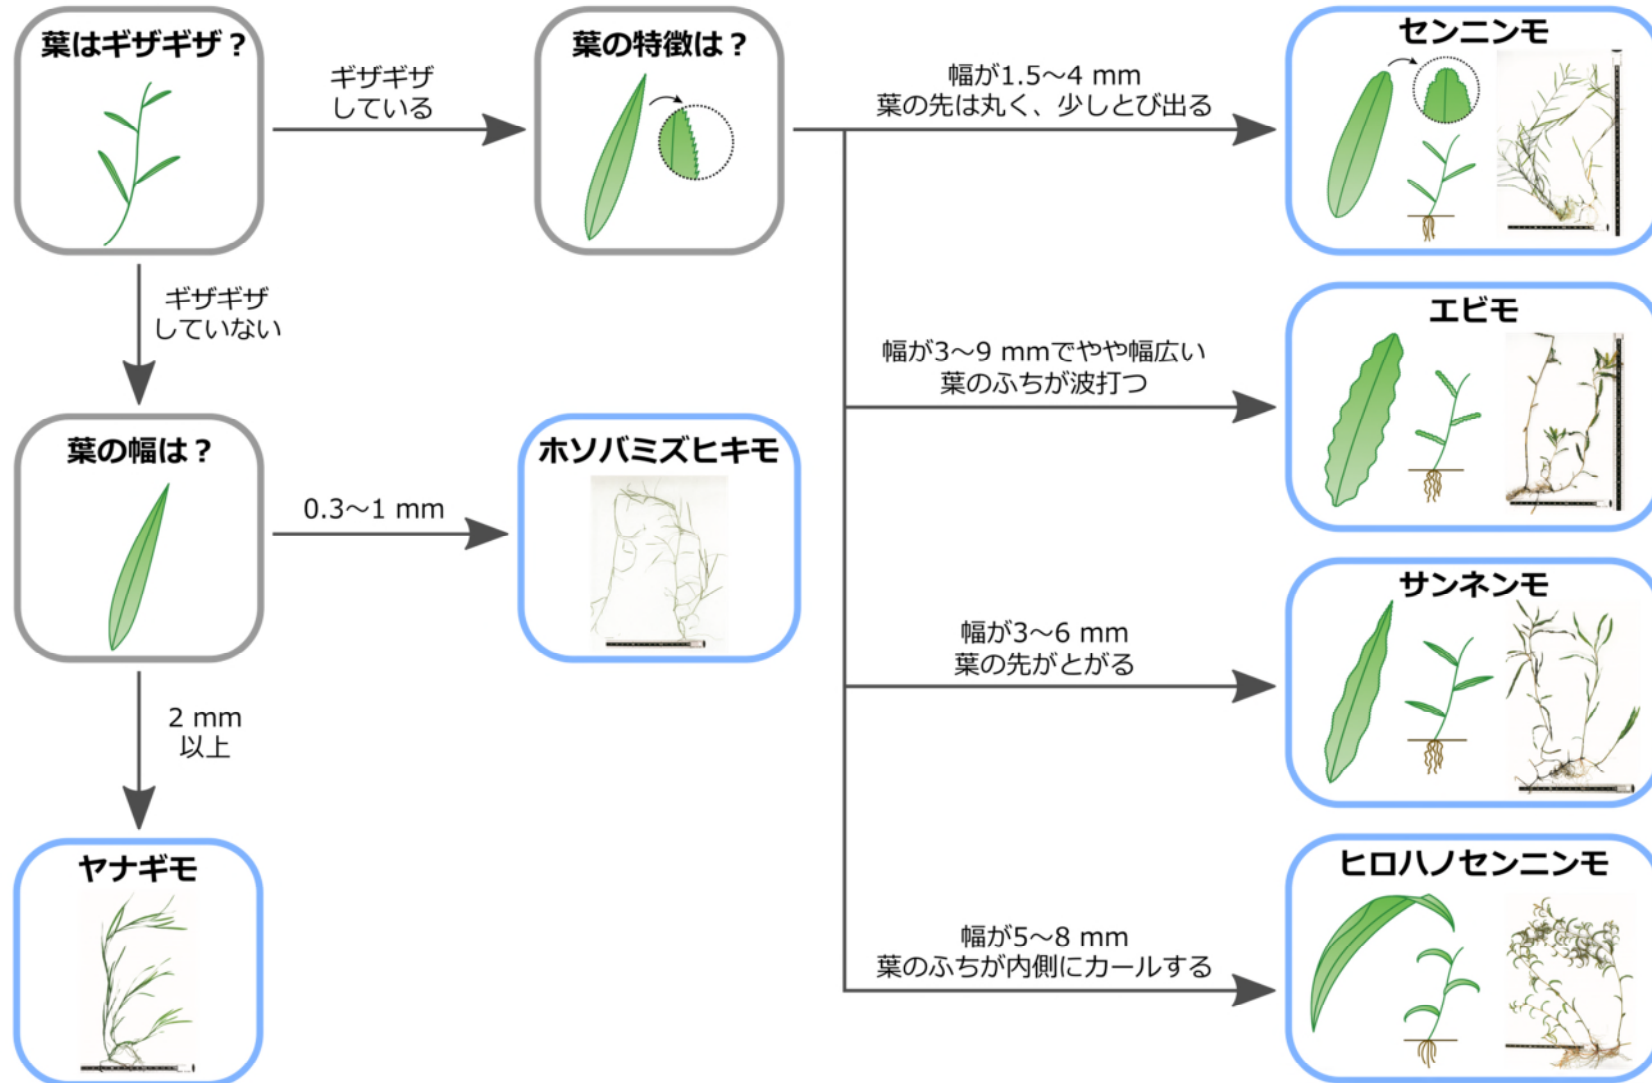 葉はギザギザ？
ギザギザ
している
葉の特徴は？
幅が1.5～4 mm
葉の先は丸く、少しとび出る
センニンモ
ギザギザ
していない
幅が3～9 mmでやや幅広い
葉のふちが波打つ
エビモ
葉の幅は？
0.3～1 mm
ホソバミズヒキモ
幅が3～6 mm
葉の先がとがる
サンネンモ
2 mm
以上
ヤナギモ
幅が5～8 mm
葉のふちが内側にカールする
ヒロハノセンニンモ